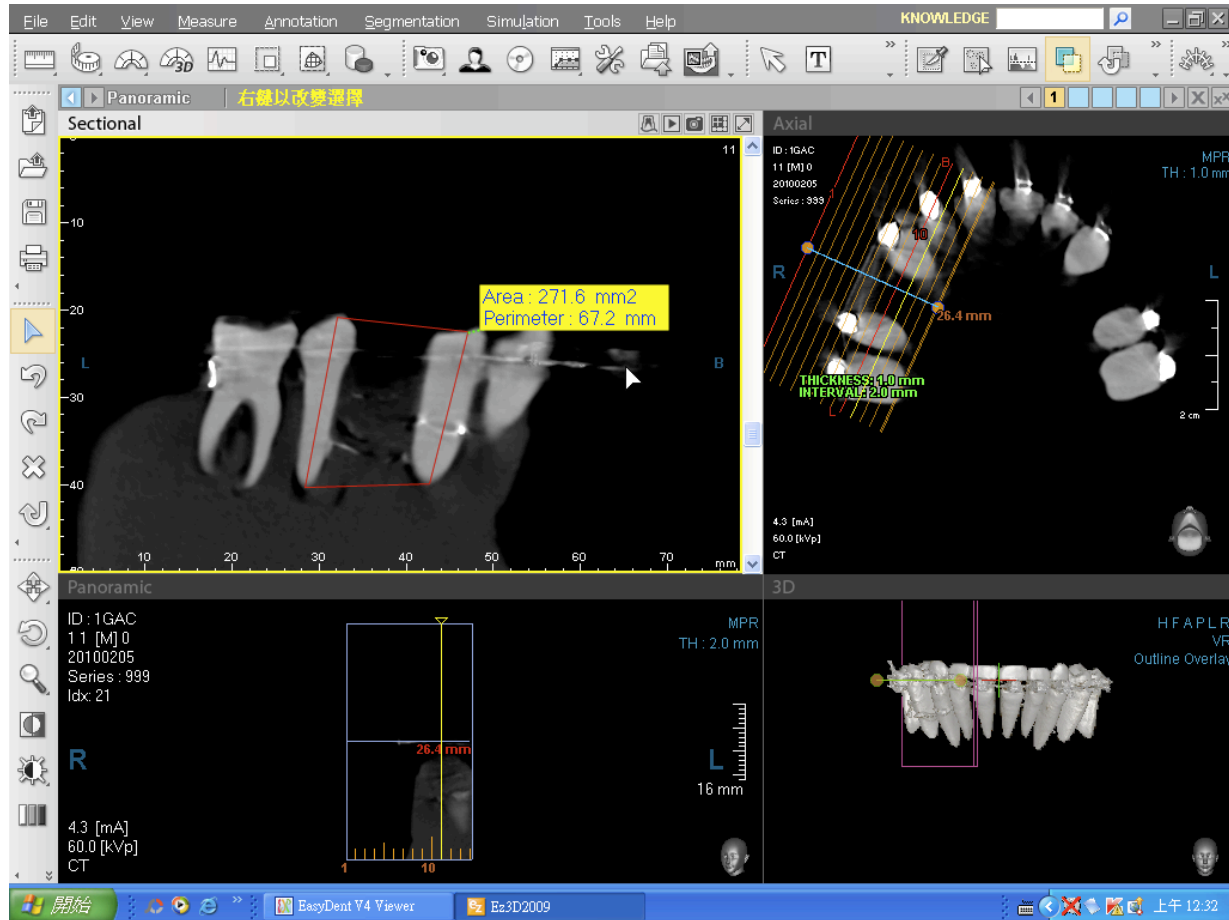 File Edit View Measure Annotation Segmentation Simulation Tools Help KNOWLEDGE
3D T
Panoramic 右鍵以改變選擇 1
Sectional
11
10
20
30
40
10 20 30 40 50 60 70 mm
L
B
Area : 271.6 mm2
Perimeter : 67.2 mm
Axial
ID : 1GAC
11 [M] 0
20100205
Series : 999
MPR
TH : 1.0 mm
R
L
B
10
26.4 mm
THICKNESS: 1.0 mm
INTERVAL: 2.0 mm
L
2 cm
4.3 [mA]
60.0 [kVp]
CT
Panoramic
ID : 1GAC
11 [M] 0
20100205
Series : 999
Idx: 21
MPR
TH : 2.0 mm
R
26.4 mm
L
16 mm
4.3 [mA]
60.0 [kVp]
CT
1 10
3D
H F A P L R
VR
Outline Overlay
開始 EasyDent V4 Viewer Ez3D2009 上午 12:32